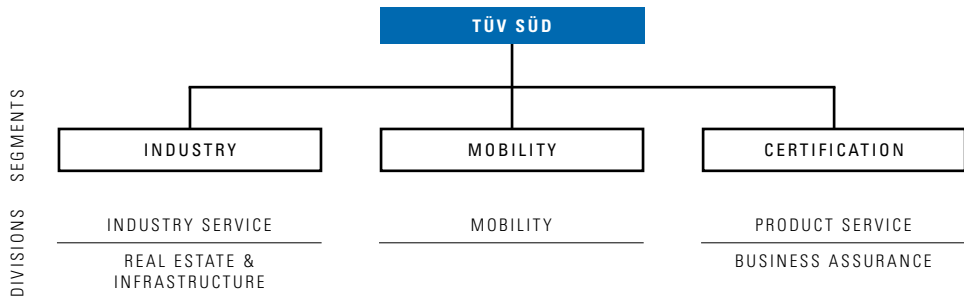 TÜV SÜD
SEGMENTS
INDUSTRY
MOBILITY
CERTIFICATION
DIVISIONS
INDUSTRY SERVICE
MOBILITY
PRODUCT SERVICE
REAL ESTATE &
INFRASTRUCTURE
BUSINESS ASSURANCE